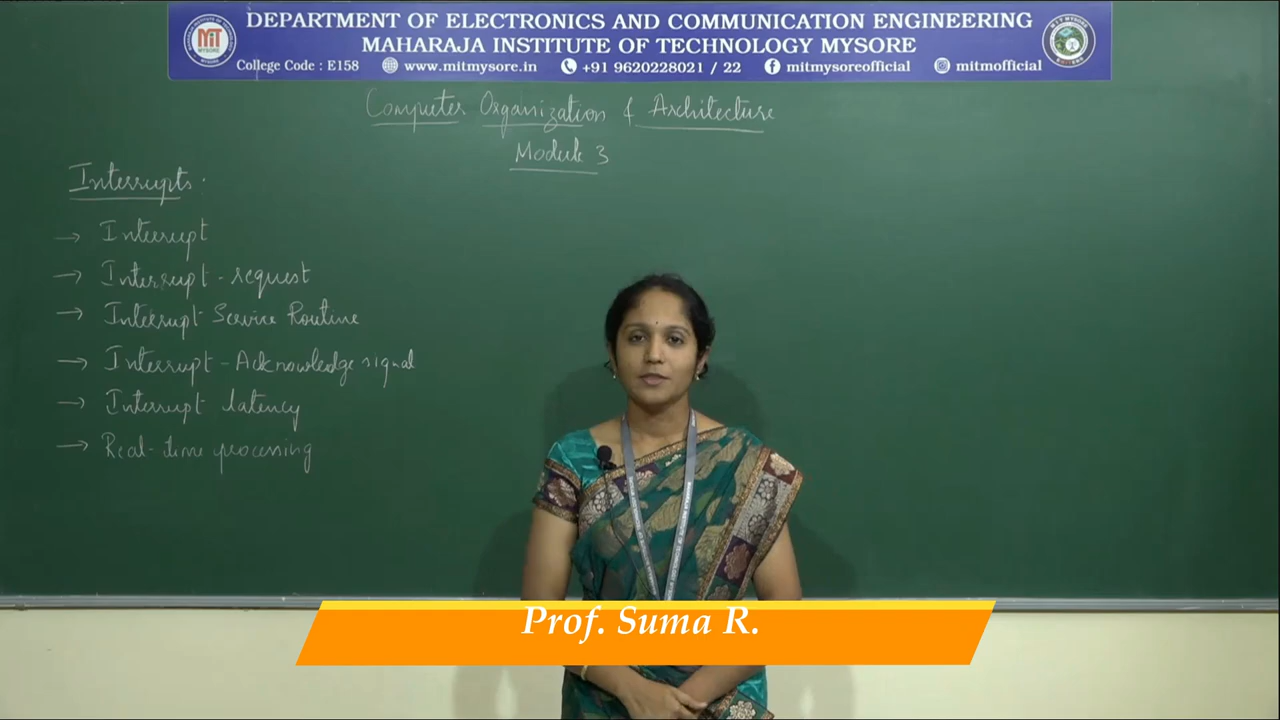 DEPARTMENT OF ELECTRONICS AND COMMUNICATION ENGINEERING
MAHARAJA INSTITUTE OF TECHNOLOGY MYSORE
College Code : E158 www.mitmysore.in +91 9620228021 / 22 mitmysoreofficial mitmofficial
MIT
MYSORE
Computer Organization & Architecture
Module 3
Interrupts.
→ Interrupt
→ Interrupt-request
→ Interrupt Service Routine
→ Interrupt-Acknowledge signal
→ Interrupt latency
→ Real-time processing
Prof. Suma R.